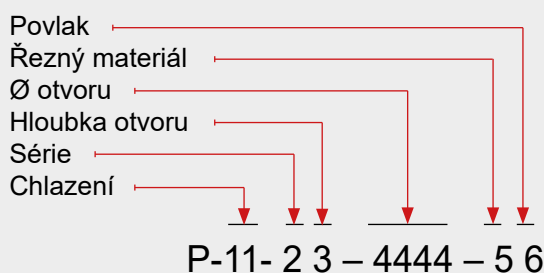 Povlak
Řezný materiál
Ø otvoru
Hloubka otvoru
Série
Chlazení
P-11- 2 3 – 4444 – 5 6